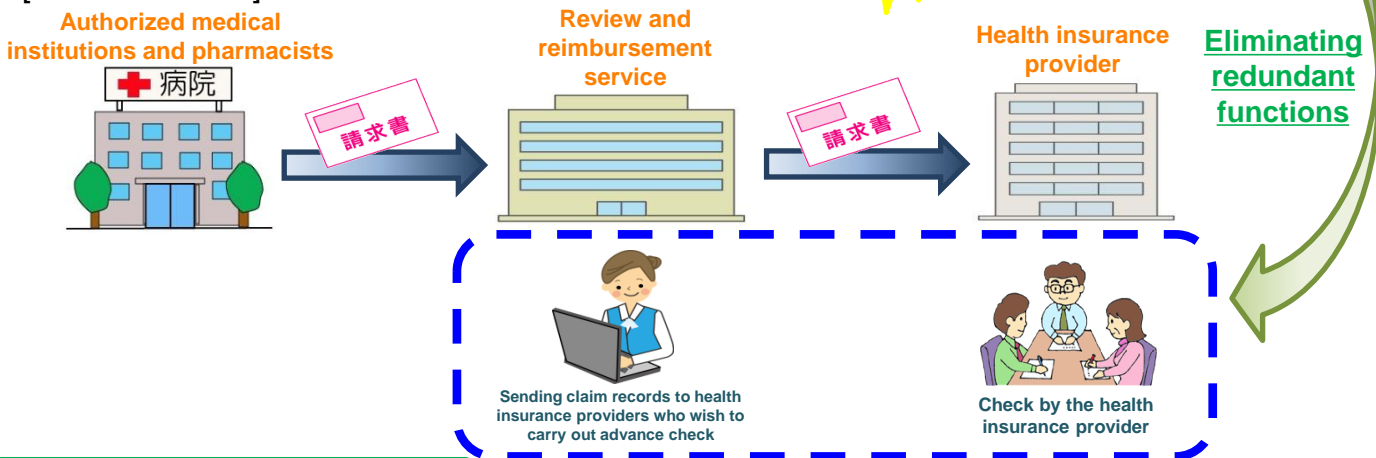 Authorized medical
institutions and pharmacists
Review and
reimbursement
service
Health insurance
provider
Eliminating
redundant
functions
病院
請求書
請求書
Sending claim records to health
insurance providers who wish to
carry out advance check
Check by the health
insurance provider